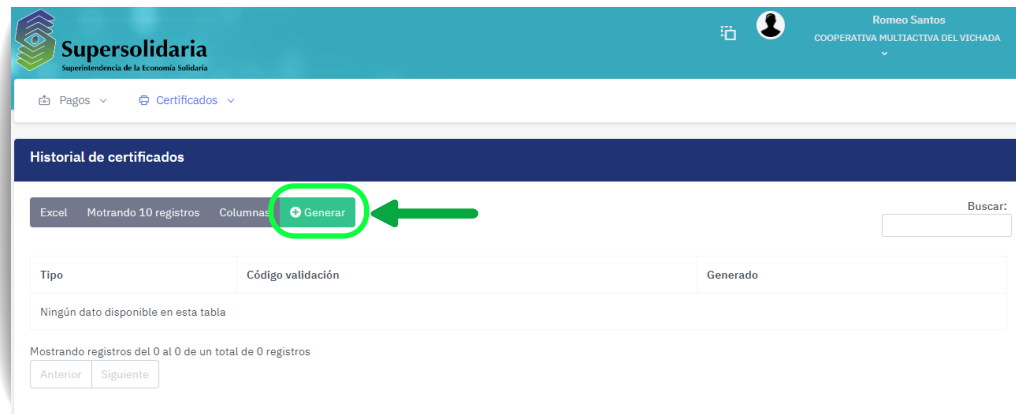 Supersolidaria
Superintendencia de la Economía Solidaria
Romeo Santos
COOPERATIVA MULTIACTIVA DEL VICHADA
Pagos
Certificados
Historial de certificados
Excel Motrando 10 registros Columnas Generar
Buscar:
Tipo Código validación Generado
Ningún dato disponible en esta tabla
Mostrando registros del 0 al 0 de un total de 0 registros
Anterior Siguiente